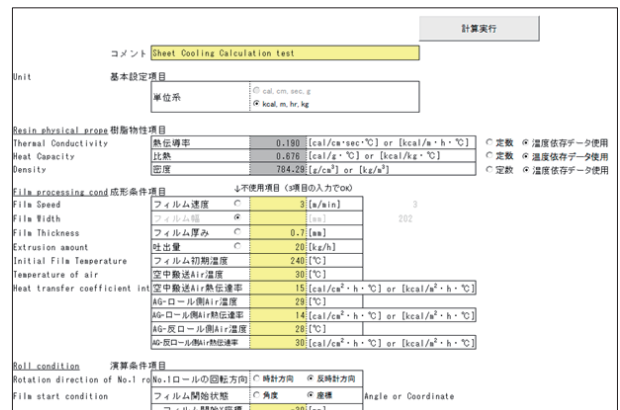 計算実行
コメント Sheet Cooling Calculation test
Unit 基本設定項目
単位系 cal, cm, sec, g
kcal, m, hr, kg
Resin physical prope 樹脂物性項目
Thermal Conductivity 熱伝導率 0.190 [cal/cm・sec・℃] or [kcal/m・h・℃] 定数 温度依存データ使用
Heat Capacity 比熱 0.676 [cal/g・℃] or [kcal/kg・℃] 定数 温度依存データ使用
Density 密度 784.29 [g/cm³] or [kg/m³] 定数 温度依存データ使用
↓不使用項目（3項目の入力でOK）
Film processing cond 成形条件項目
Film Speed フィルム速度 3 [m/min] 3
Film Width フィルム幅 [mm] 202
Film Thickness フィルム厚み 0.7 [mm]
Extrusion amount 吐出量 20 [kg/h]
Initial Film Temperature フィルム初期温度 240 [℃]
Temperature of air 空中搬送Air温度 30 [℃]
Heat transfer coefficient int 空中搬送Air熱伝達率 15 [cal/cm²・h・℃] or [kcal/m²・h・℃]
AG-ロール側Air温度 29 [℃]
AG-ロール側Air熱伝達率 14 [cal/cm²・h・℃] or [kcal/m²・h・℃]
AG-反ロール側Air温度 28 [℃]
AG-反ロール側Air熱伝達率 30 [cal/cm²・h・℃] or [kcal/m²・h・℃]
Roll condition 演算条件項目
Rotation direction of No.1 ro No.1ロールの回転方向 時計方向 反時計方向
Film start condition フィルム開始状態 角度 座標 Angle or Coordinate
フィルム開始X座標 -30 [mm]